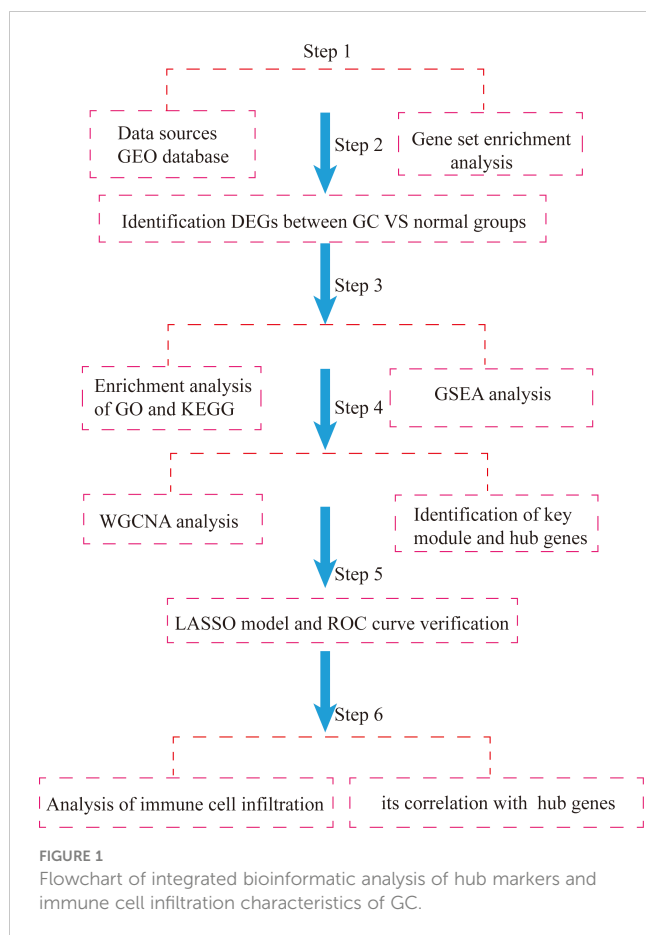 Step 1
Data sources
GEO database
Step 2
Gene set enrichment
analysis
Identification DEGs between GC VS normal groups
Step 3
Enrichment analysis
of GO and KEGG
Step 4
GSEA analysis
WGCNA analysis
Identification of key
module and hub genes
Step 5
LASSO model and ROC curve verification
Step 6
Analysis of immune cell infiltration
its correlation with hub genes
FIGURE 1
Flowchart of integrated bioinformatic analysis of hub markers and
immune cell infiltration characteristics of GC.